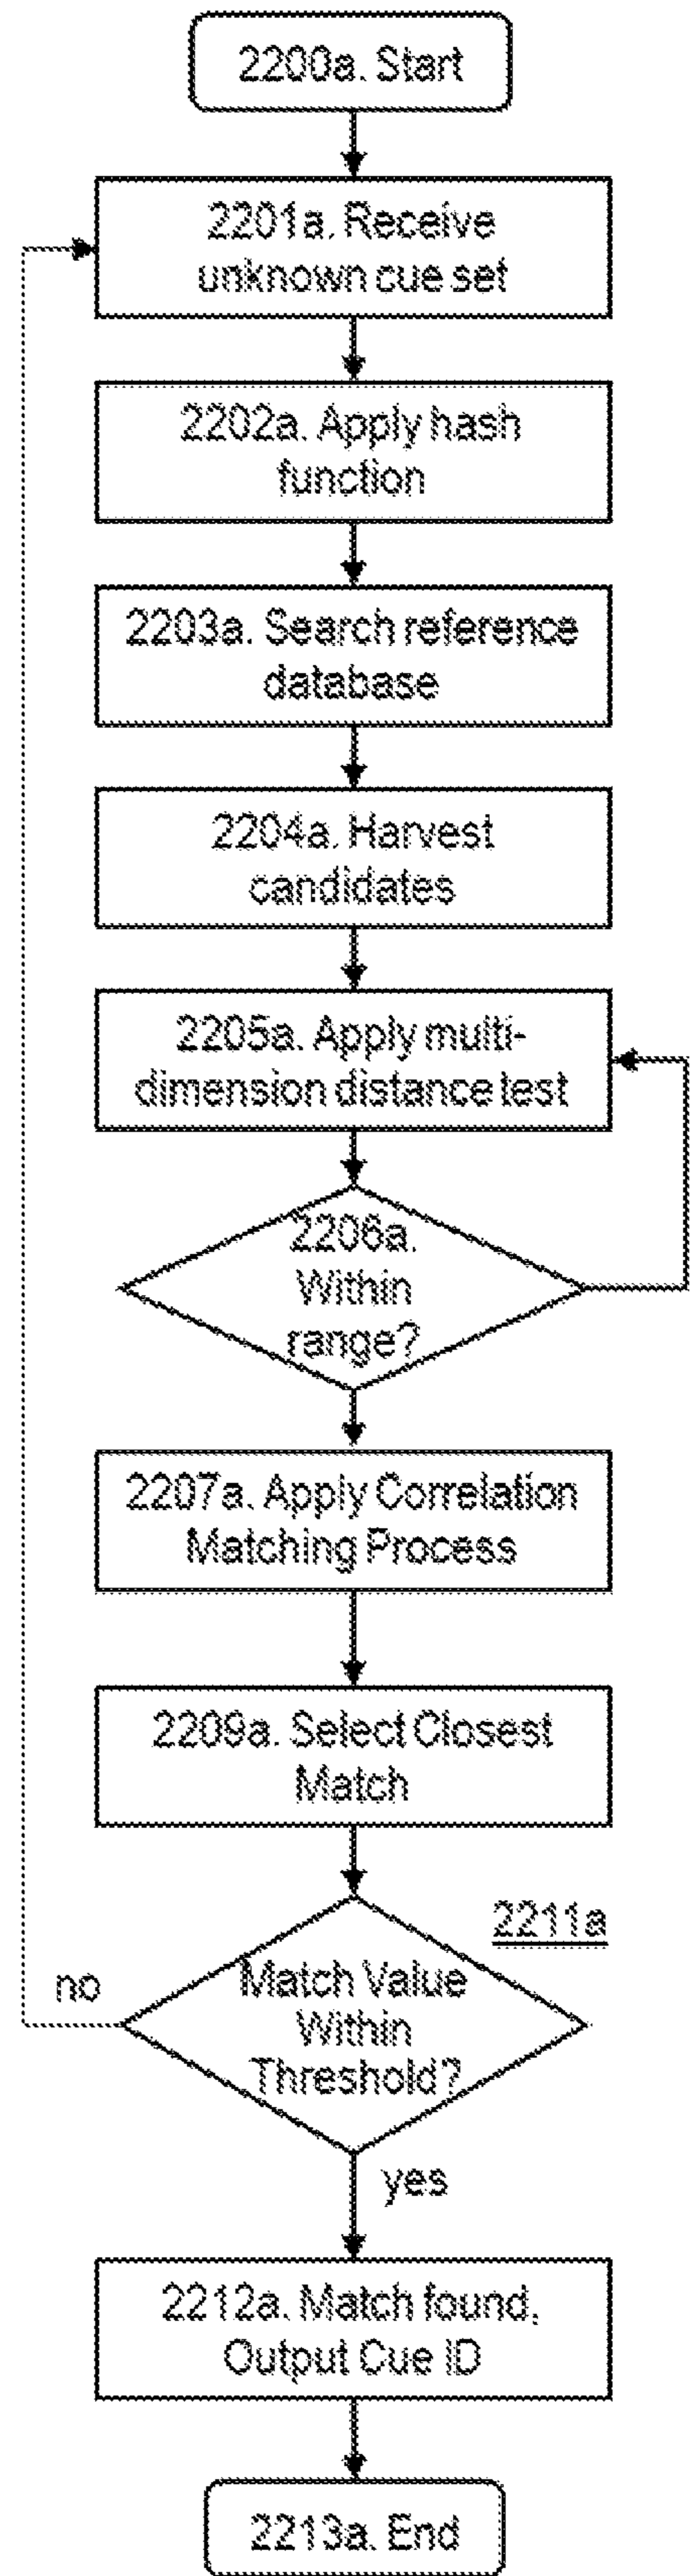 2200a. Start
2201a. Receive
unknown cue set
2202a. Apply hash
function
2203a. Search reference
database
2204a. Harvest
candidates
2205a. Apply multi-
dimension distance test
2206a.
Within
range?
2207a. Apply Correlation
Matching Process
2209a. Select Closest
Match
2211a
no
Match Value
Within
Threshold?
yes
2212a. Match found,
Output Cue ID
2213a. End